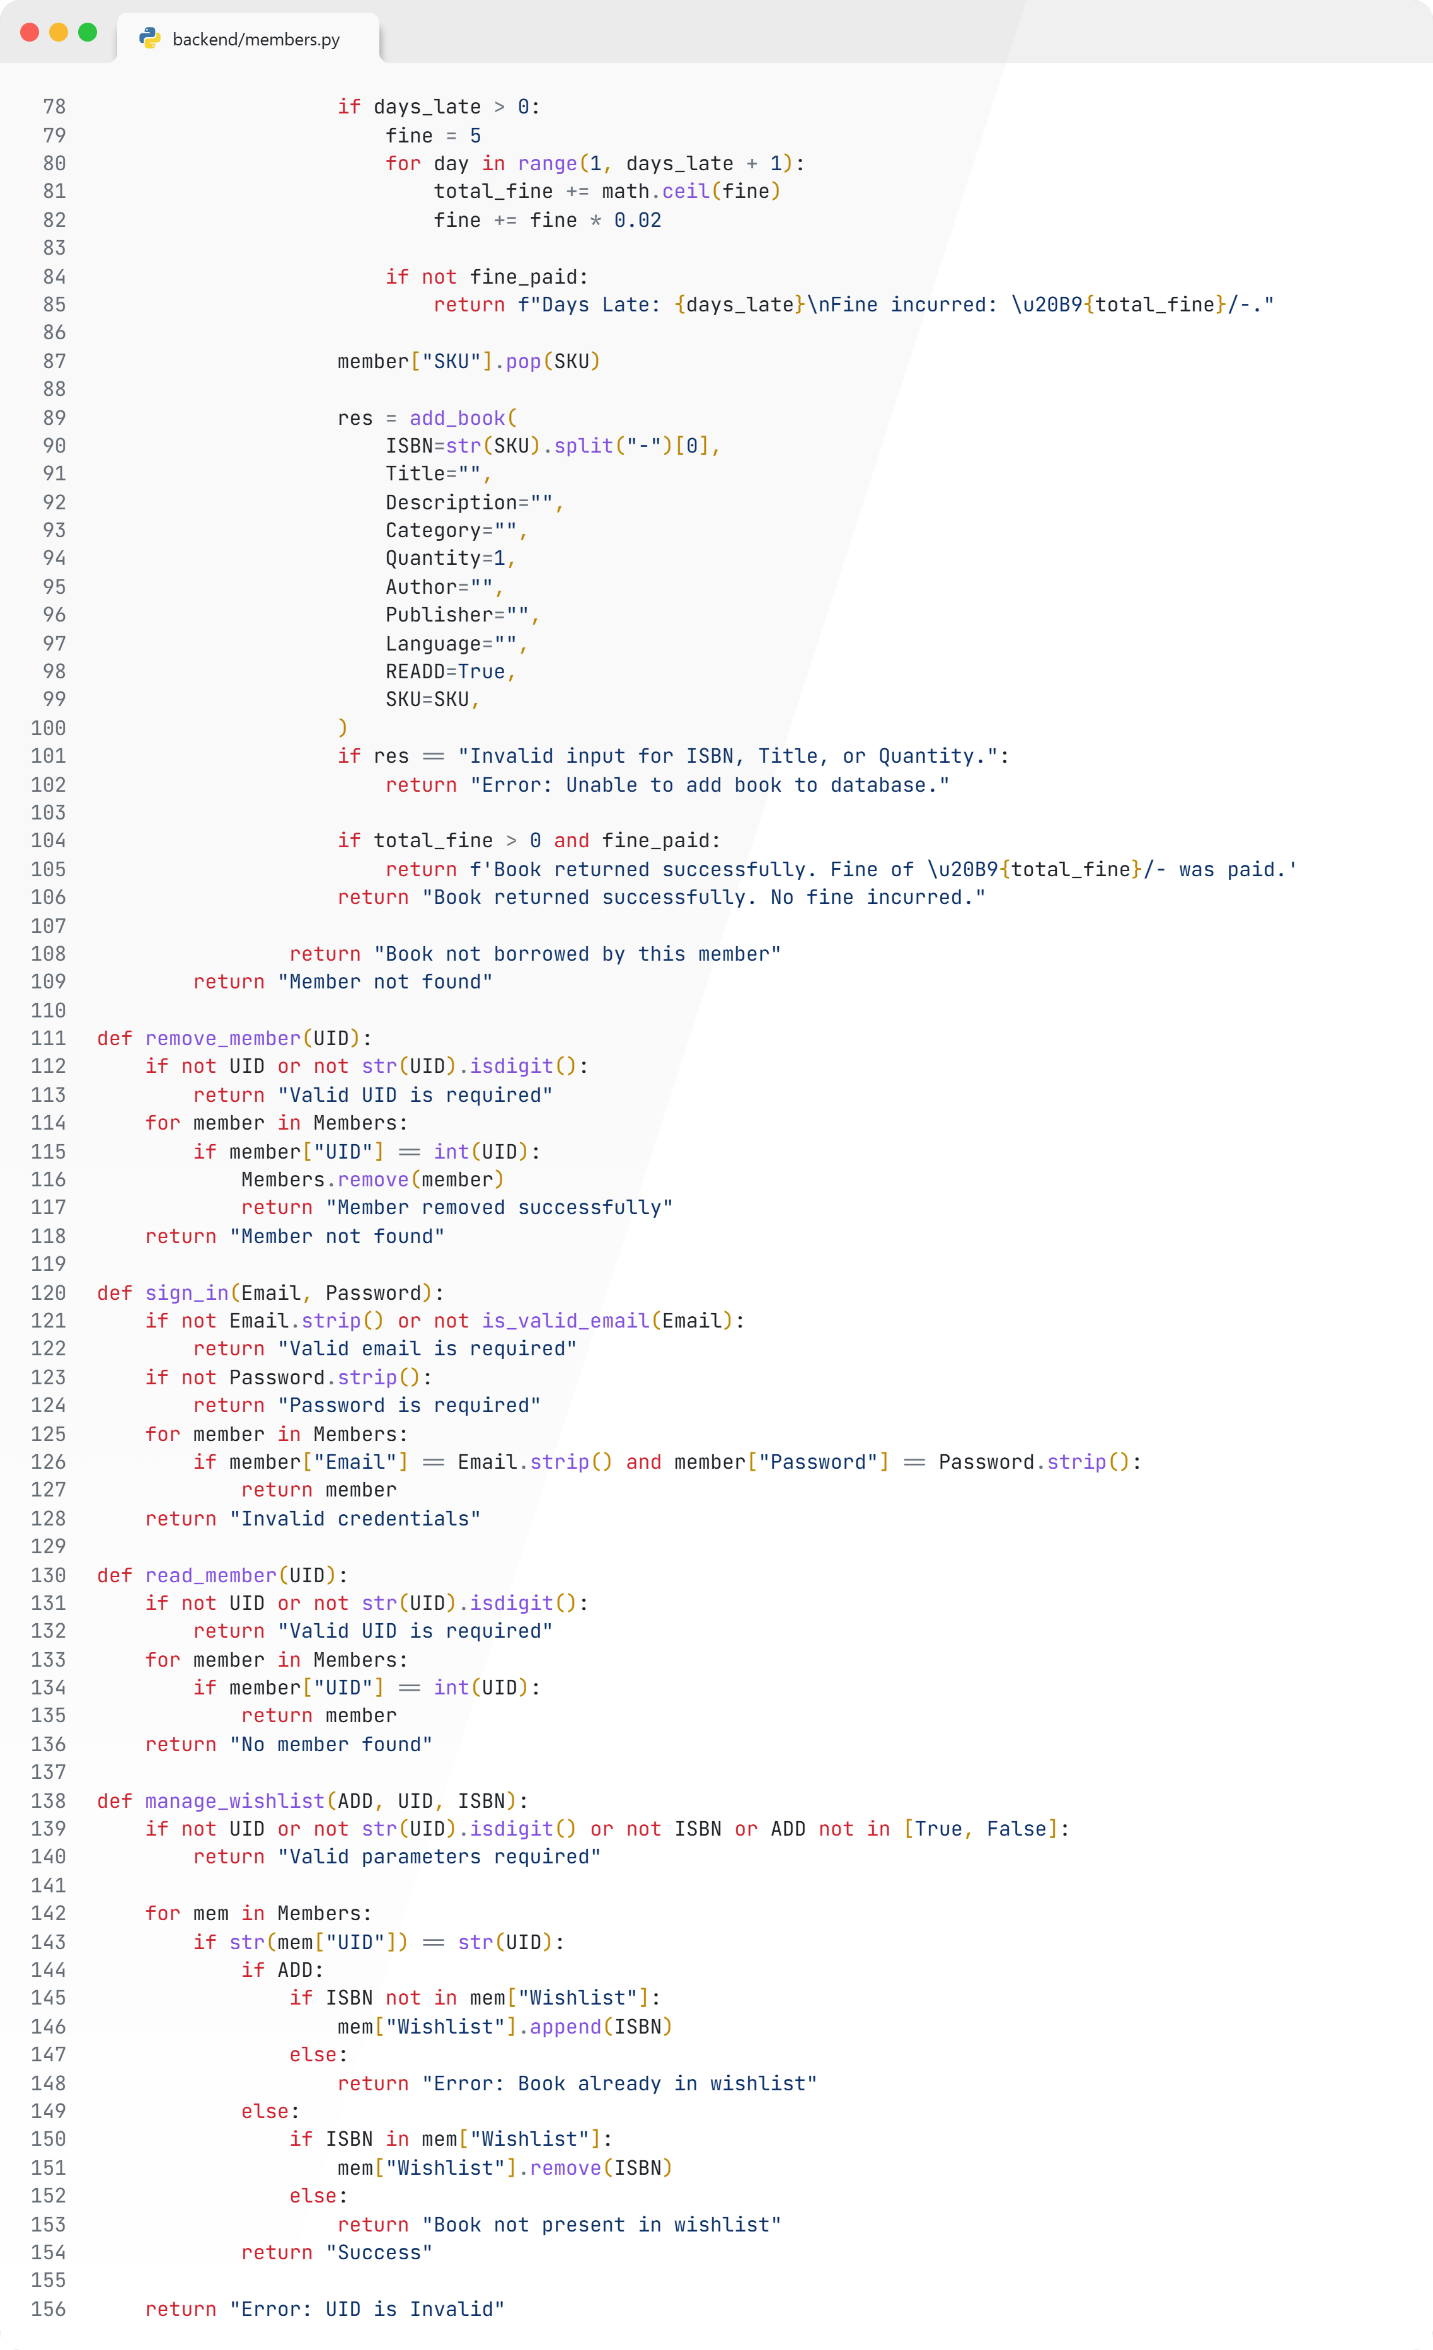 backend/members.py
78                    if days_late > 0:
79                        fine = 5
80                        for day in range(1, days_late + 1):
81                            total_fine += math.ceil(fine)
82                            fine += fine * 0.02
83
84                        if not fine_paid:
85                            return f"Days Late: {days_late}\nFine incurred: \u20B9{total_fine}/-."
86
87                    member["SKU"].pop(SKU)
88
89                    res = add_book(
90                        ISBN=str(SKU).split("-")[0],
91                        Title="",
92                        Description="",
93                        Category="",
94                        Quantity=1,
95                        Author="",
96                        Publisher="",
97                        Language="",
98                        READD=True,
99                        SKU=SKU,
100                    )
101                    if res == "Invalid input for ISBN, Title, or Quantity.":
102                        return "Error: Unable to add book to database."
103
104                    if total_fine > 0 and fine_paid:
105                        return f'Book returned successfully. Fine of \u20B9{total_fine}/- was paid.'
106                    return "Book returned successfully. No fine incurred."
107
108                return "Book not borrowed by this member"
109        return "Member not found"
110
111 def remove_member(UID):
112     if not UID or not str(UID).isdigit():
113         return "Valid UID is required"
114     for member in Members:
115         if member["UID"] == int(UID):
116             Members.remove(member)
117             return "Member removed successfully"
118     return "Member not found"
119
120 def sign_in(Email, Password):
121     if not Email.strip() or not is_valid_email(Email):
122         return "Valid email is required"
123     if not Password.strip():
124         return "Password is required"
125     for member in Members:
126         if member["Email"] == Email.strip() and member["Password"] == Password.strip():
127             return member
128     return "Invalid credentials"
129
130 def read_member(UID):
131     if not UID or not str(UID).isdigit():
132         return "Valid UID is required"
133     for member in Members:
134         if member["UID"] == int(UID):
135             return member
136     return "No member found"
137
138 def manage_wishlist(ADD, UID, ISBN):
139     if not UID or not str(UID).isdigit() or not ISBN or ADD not in [True, False]:
140         return "Valid parameters required"
141
142     for mem in Members:
143         if str(mem["UID"]) == str(UID):
144             if ADD:
145                 if ISBN not in mem["Wishlist"]:
146                     mem["Wishlist"].append(ISBN)
147                 else:
148                     return "Error: Book already in wishlist"
149             else:
150                 if ISBN in mem["Wishlist"]:
151                     mem["Wishlist"].remove(ISBN)
152                 else:
153                     return "Book not present in wishlist"
154             return "Success"
155
156     return "Error: UID is Invalid"